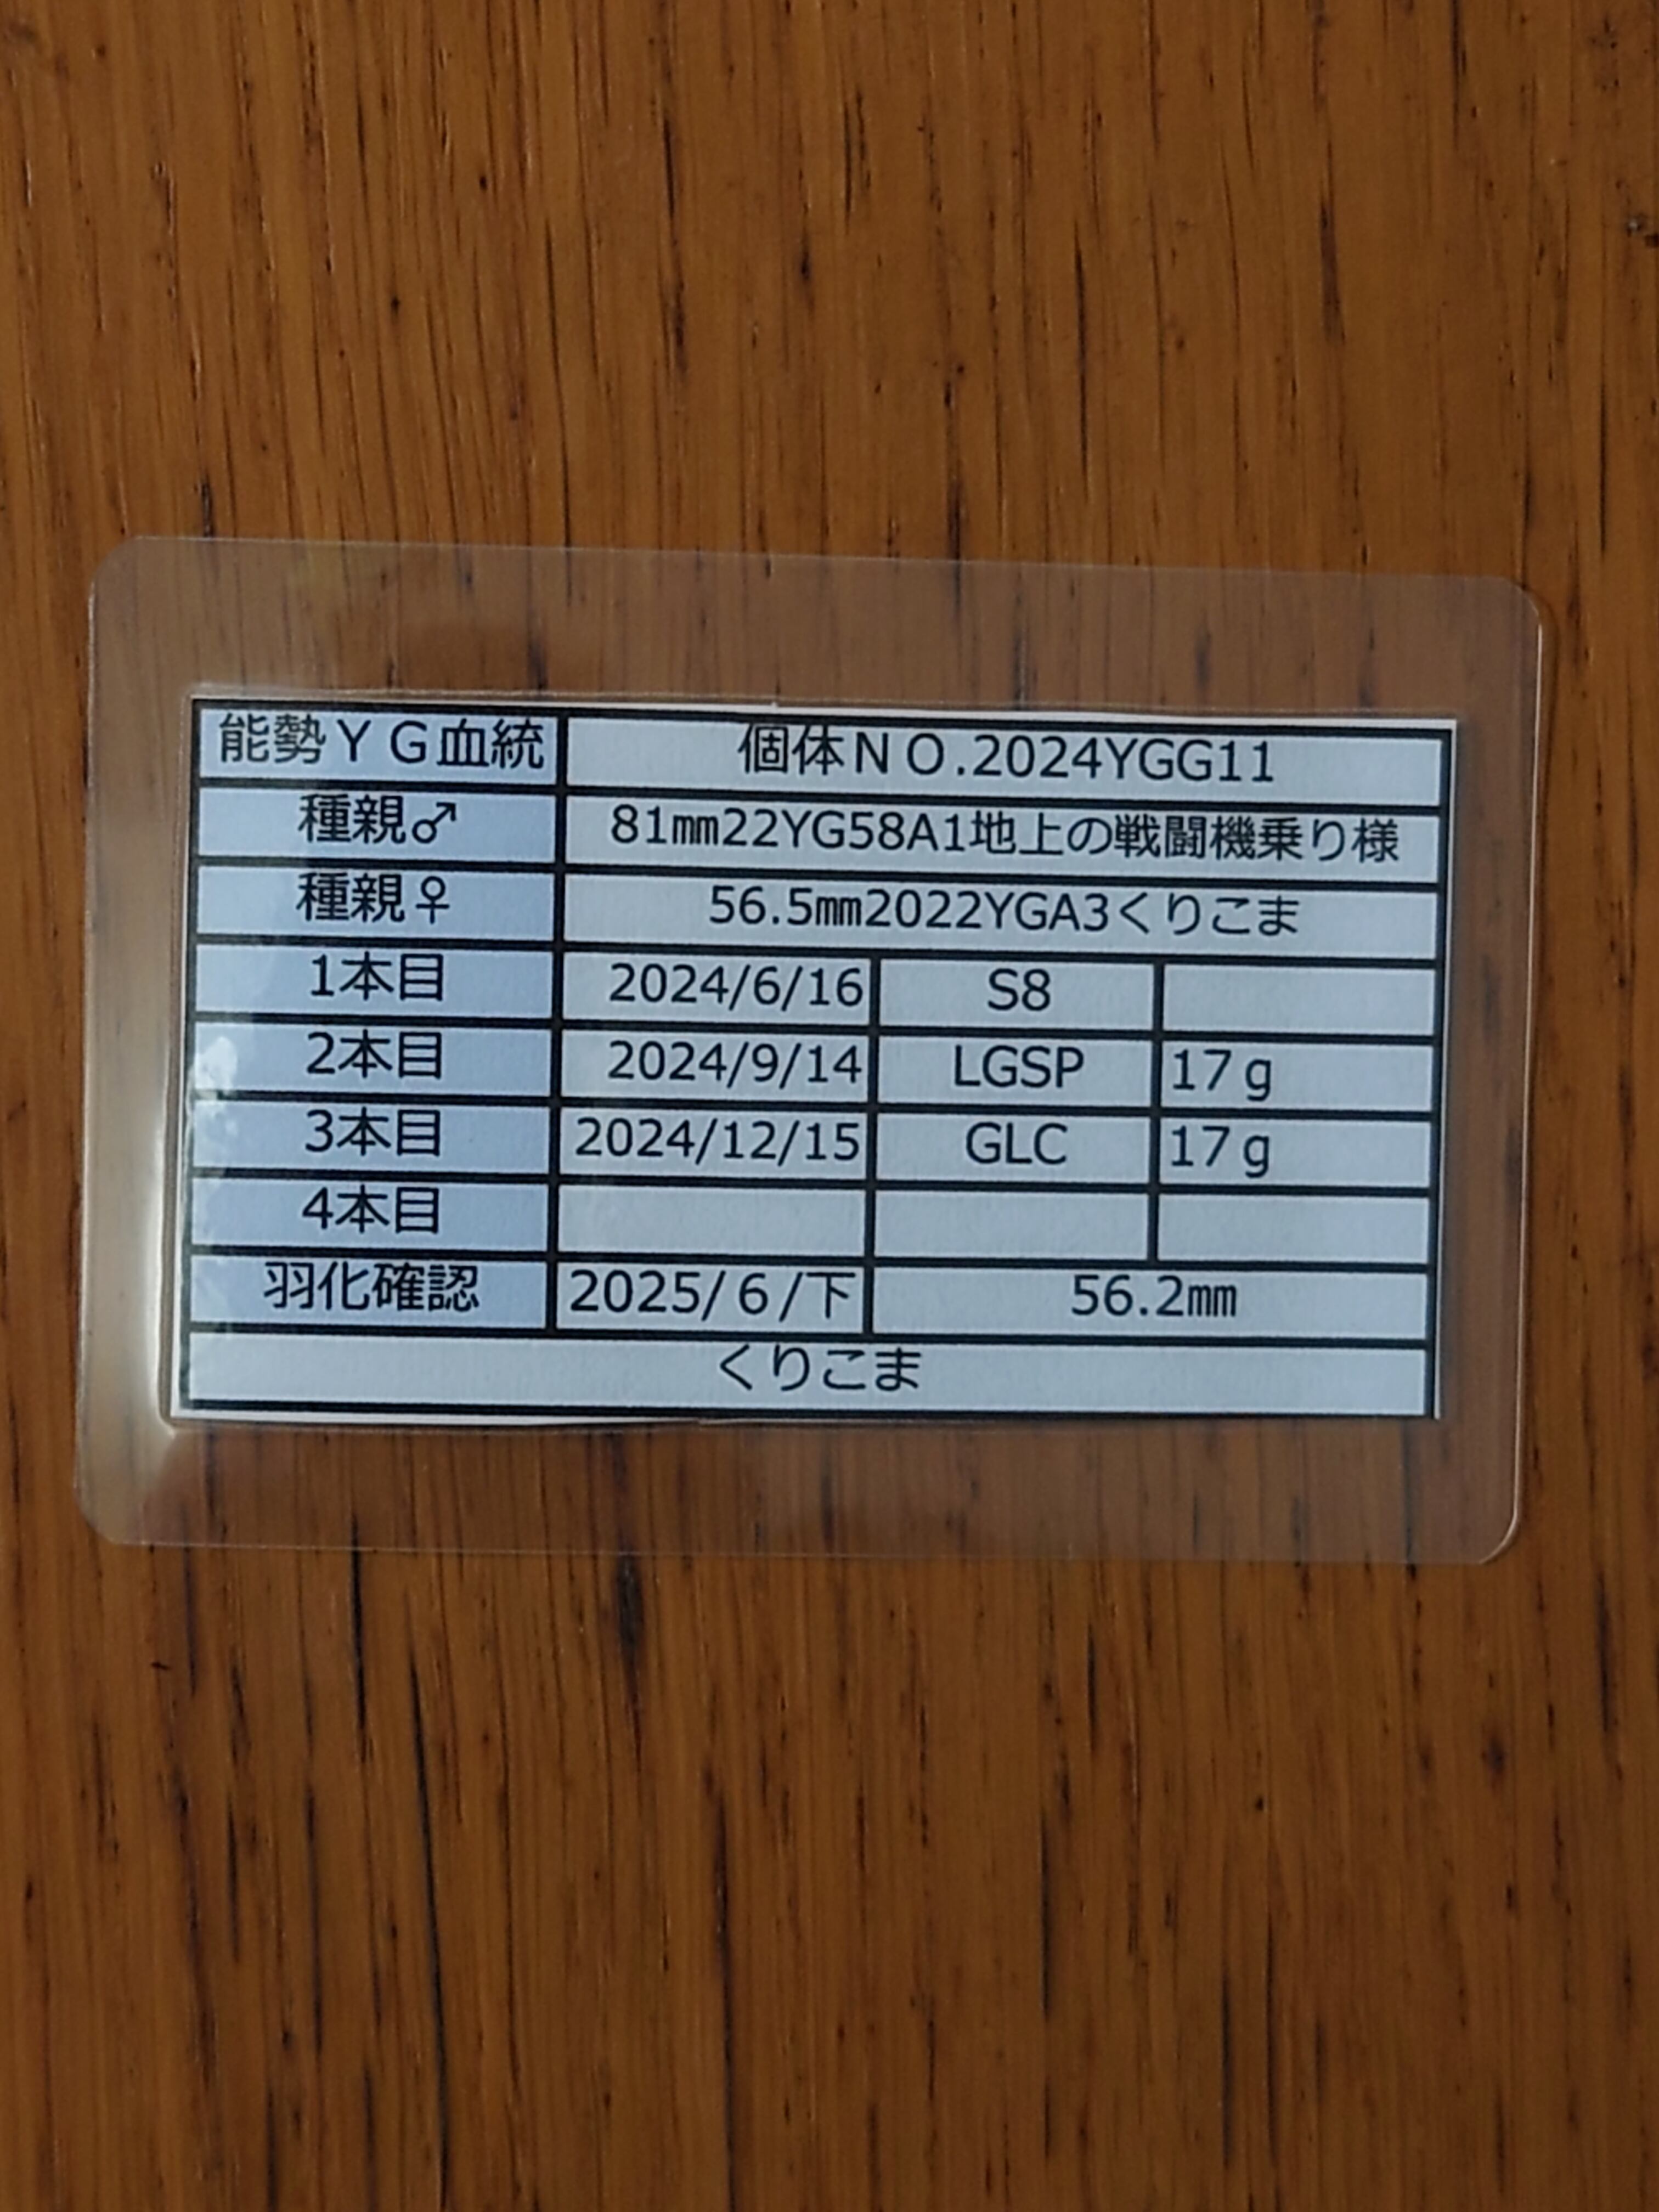 能勢ＹＧ血統 個体ＮＯ.2024YGG11
種親♂ 81㎜22YG58A1地上の戦闘機乗り様
種親♀ 56.5㎜2022YGA3くりこま
1本目 2024/6/16 S8
2本目 2024/9/14 LGSP 17ｇ
3本目 2024/12/15 GLC 17ｇ
4本目
羽化確認 2025/６/下 56.2㎜
くりこま